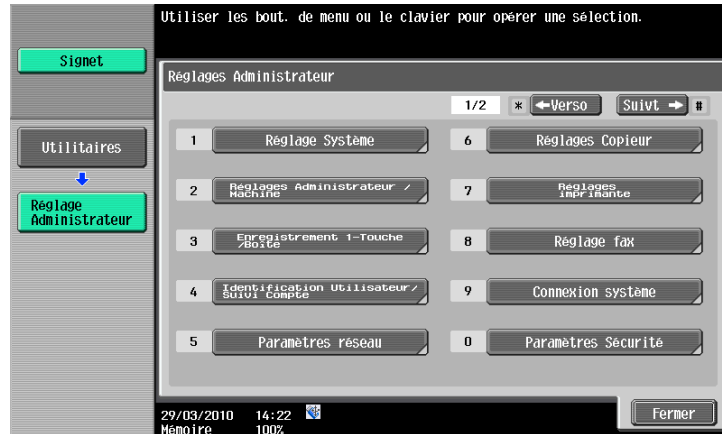 Utiliser les bout. de menu ou le clavier pour opérer une sélection.
Signet
Réglages Administrateur
1/2 * ←Verso Suivt → #
Utilitaires
Réglage
Administrateur
1 Réglage Système
2 Réglages Administrateur /
Machine
3 Enregistrement 1-Touche
/Boîte
4 Identification Utilisateur/
Suivi Compte
5 Paramètres réseau
6 Réglages Copieur
7 Réglages
imprimante
8 Réglage fax
9 Connexion système
0 Paramètres Sécurité
29/03/2010 14:22
Mémoire 100%
Fermer